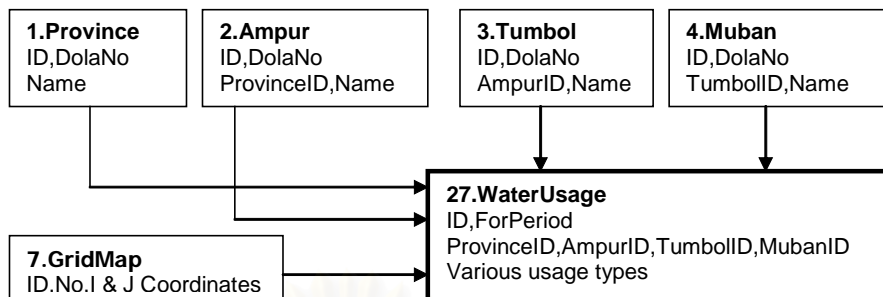 1.Province
ID,DolaNo
Name
2.Ampur
ID,DolaNo
ProvinceID,Name
3.Tumbol
ID,DolaNo
AmpurID,Name
4.Muban
ID,DolaNo
TumbolID,Name
27.WaterUsage
ID,ForPeriod
ProvinceID,AmpurID,TumbolID,MubanID
Various usage types
7.GridMap
ID.No.I & J Coordinates